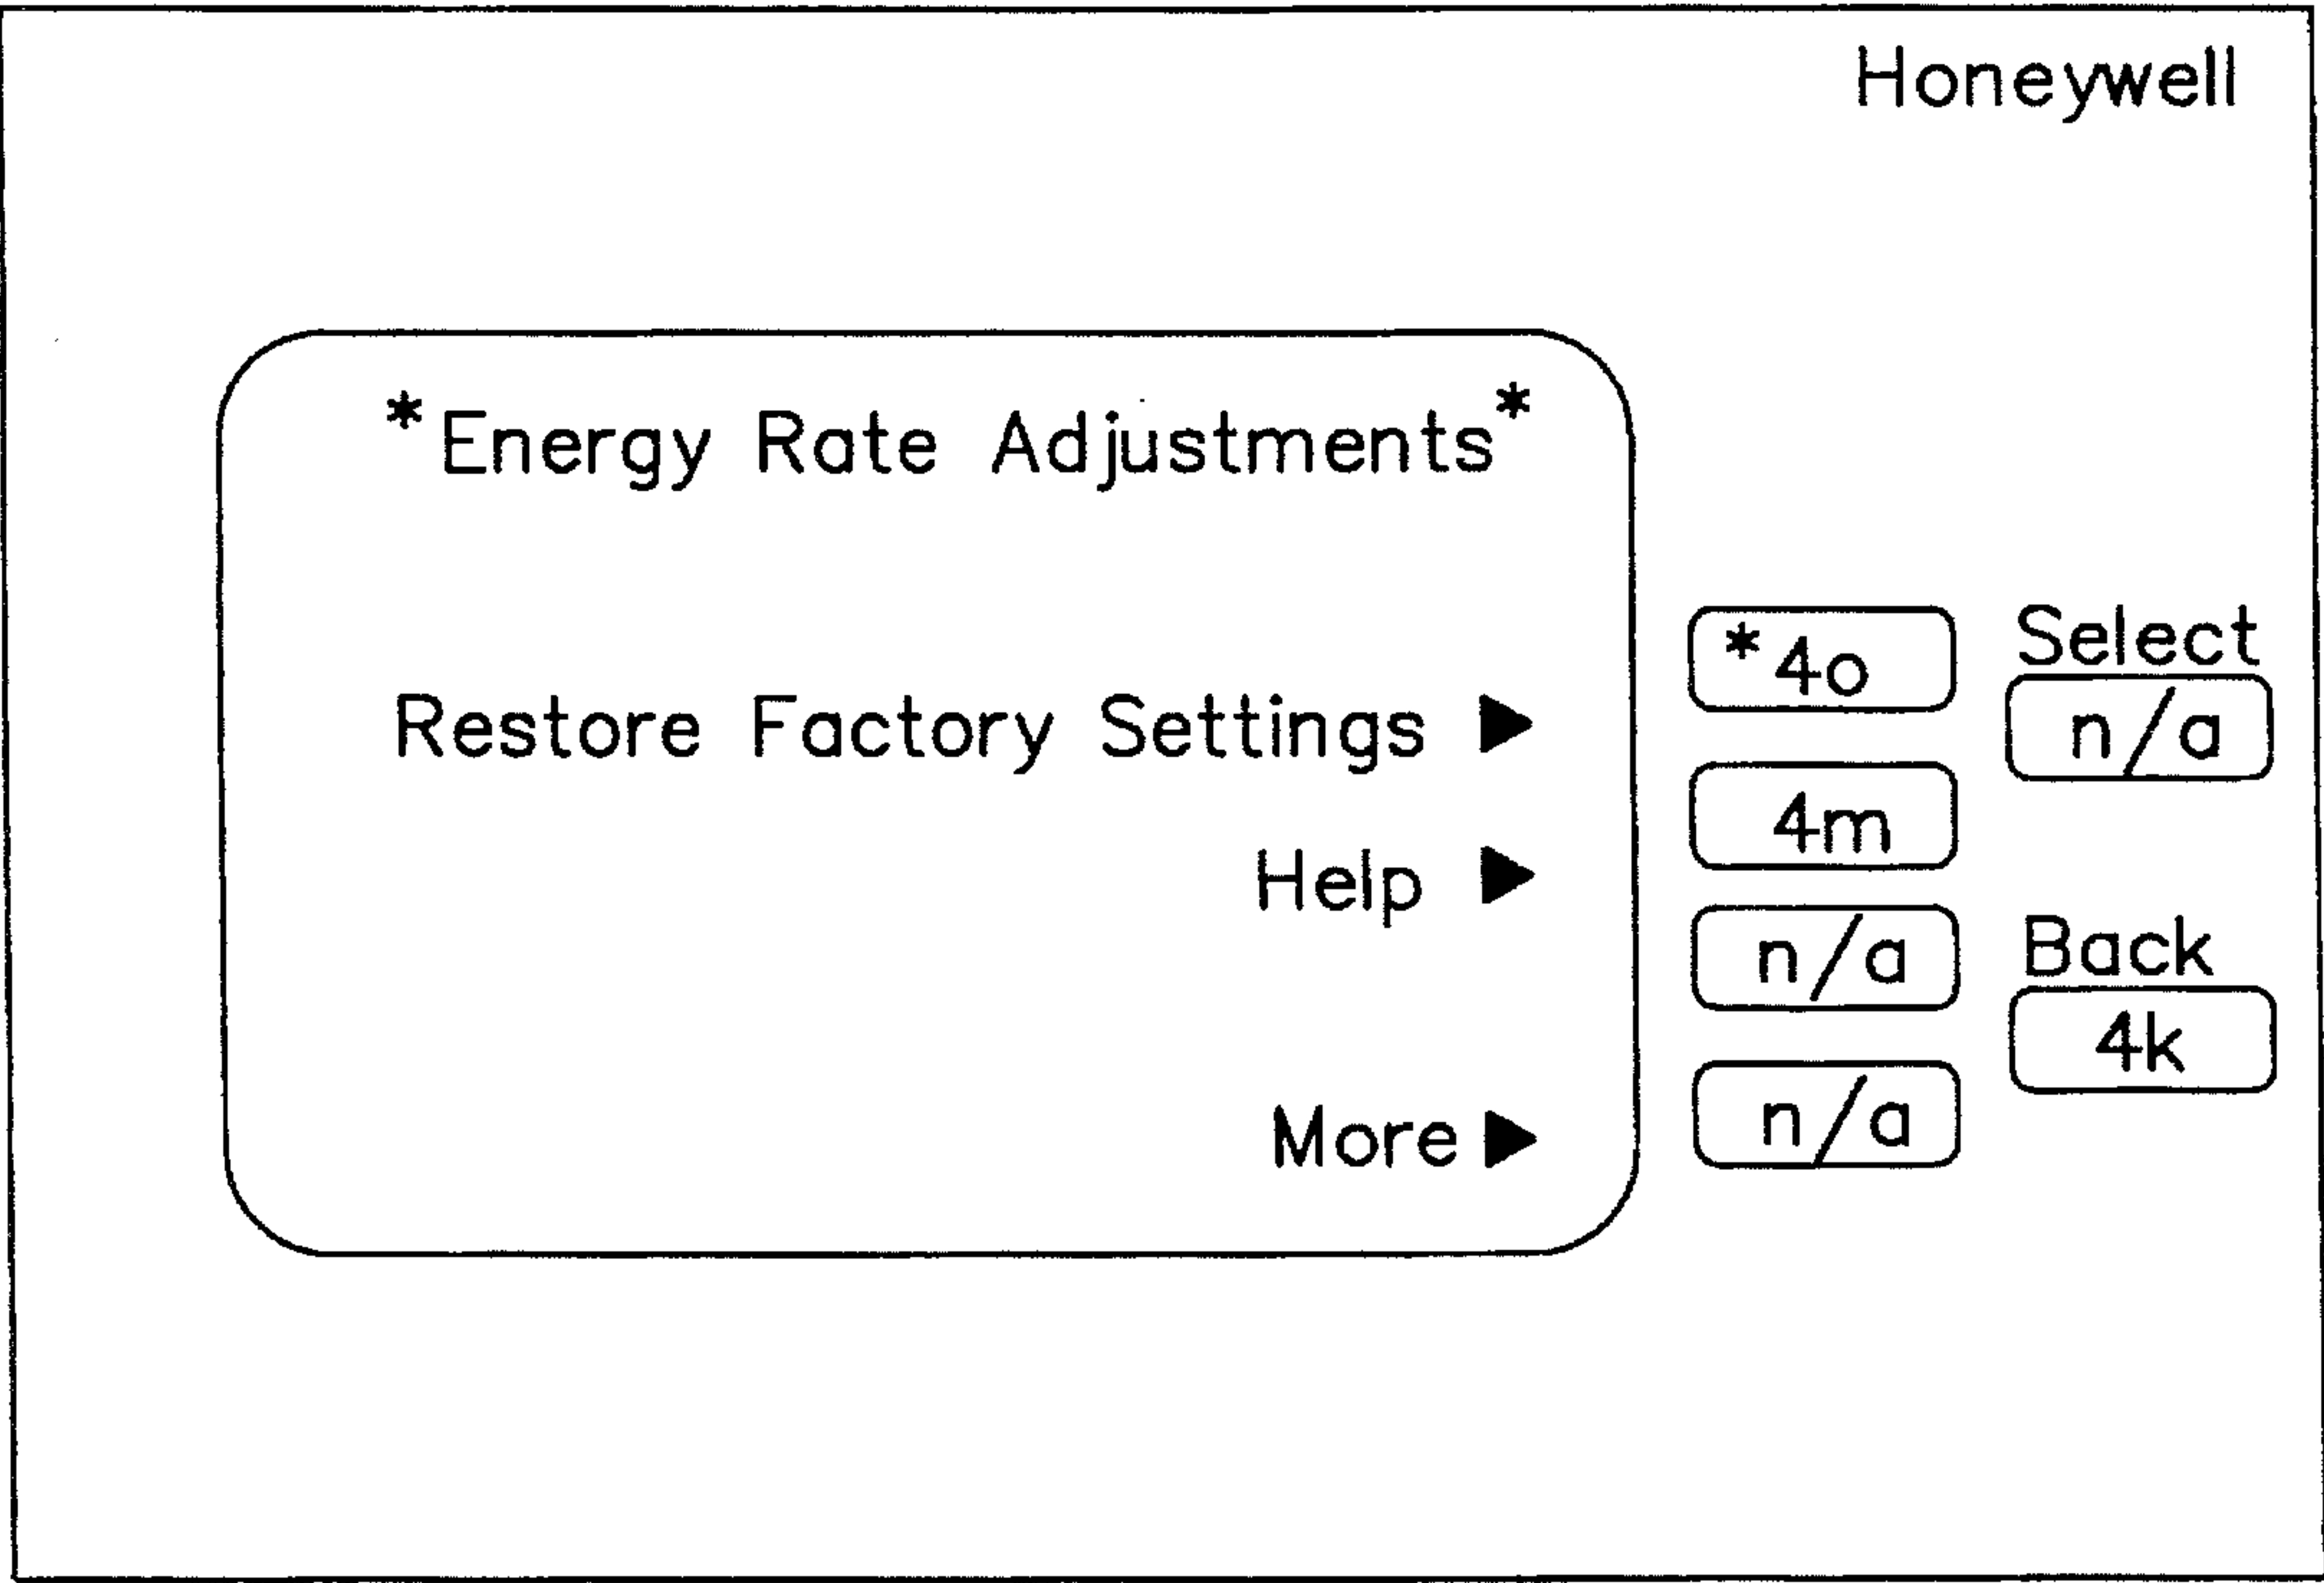 Honeywell
*Energy Rate Adjustments*
*4o
Select
Restore Factory Settings ▶
n/a
4m
Help ▶
n/a
Back
4k
More ▶
n/a